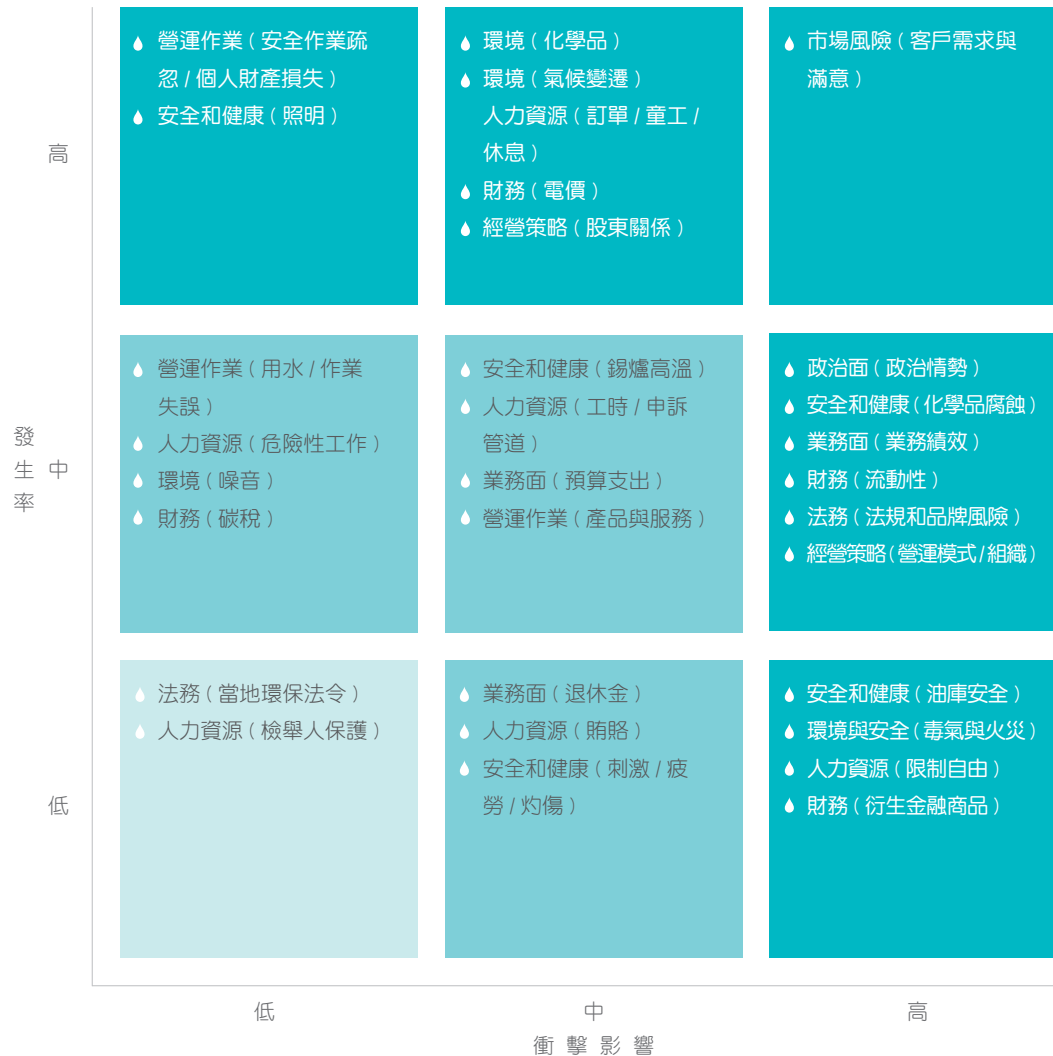 高
營運作業 ( 安全作業疏
忽 / 個人財產損失 )
安全和健康 ( 照明 )
環境 ( 化學品 )
環境 ( 氣候變遷 )
人力資源 ( 訂單 / 童工 /
休息 )
財務 ( 電價 )
經營策略 ( 股東關係 )
市場風險 ( 客戶需求與
滿意 )
發生率
中
營運作業 ( 用水 / 作業
失誤 )
人力資源 ( 危險性工作 )
環境 ( 噪音 )
財務 ( 碳稅 )
安全和健康 ( 錫爐高溫 )
人力資源 ( 工時 / 申訴
管道 )
業務面 ( 預算支出 )
營運作業 ( 產品與服務 )
政治面 ( 政治情勢 )
安全和健康 ( 化學品腐蝕 )
業務面 ( 業務績效 )
財務 ( 流動性 )
法務 ( 法規和品牌風險 )
經營策略 ( 營運模式 / 組織 )
低
法務 ( 當地環保法令 )
人力資源 ( 檢舉人保護 )
業務面 ( 退休金 )
人力資源 ( 賄賂 )
安全和健康 ( 刺激 / 疲
勞 / 灼傷 )
安全和健康 ( 油庫安全 )
環境與安全 ( 毒氣與火災 )
人力資源 ( 限制自由 )
財務 ( 衍生金融商品 )
低
中
高
衝擊影響